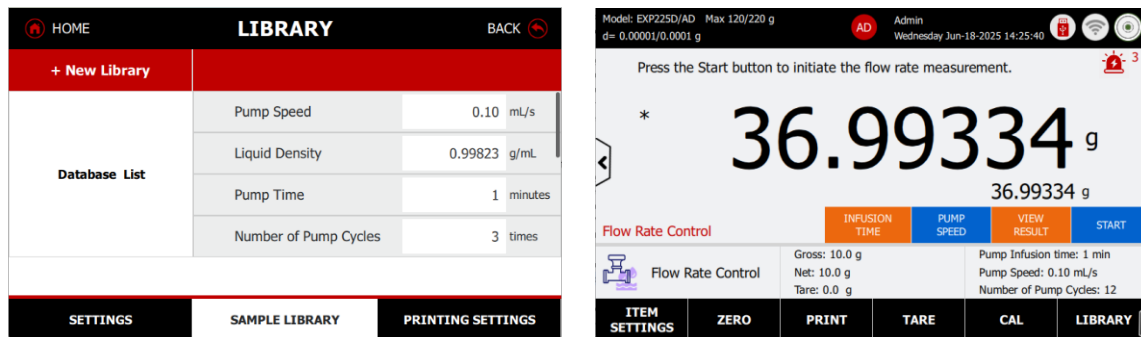 HOME LIBRARY BACK
+ New Library
Database List
Pump Speed 0.10 mL/s
Liquid Density 0.99823 g/mL
Pump Time 1 minutes
Number of Pump Cycles 3 times
SETTINGS SAMPLE LIBRARY PRINTING SETTINGS
Model: EXP225D/AD Max 120/220 g
d= 0.00001/0.0001 g
AD
Admin
Wednesday Jun-18-2025 14:25:40
Press the Start button to initiate the flow rate measurement.
3
* 36.99334 g
36.99334 g
Flow Rate Control
INFUSION
TIME
PUMP
SPEED
VIEW
RESULT
START
Flow Rate Control
Gross: 10.0 g
Net: 10.0 g
Tare: 0.0 g
Pump Infusion time: 1 min
Pump Speed: 0.10 mL/s
Number of Pump Cycles: 12
ITEM
SETTINGS
ZERO PRINT TARE CAL LIBRARY